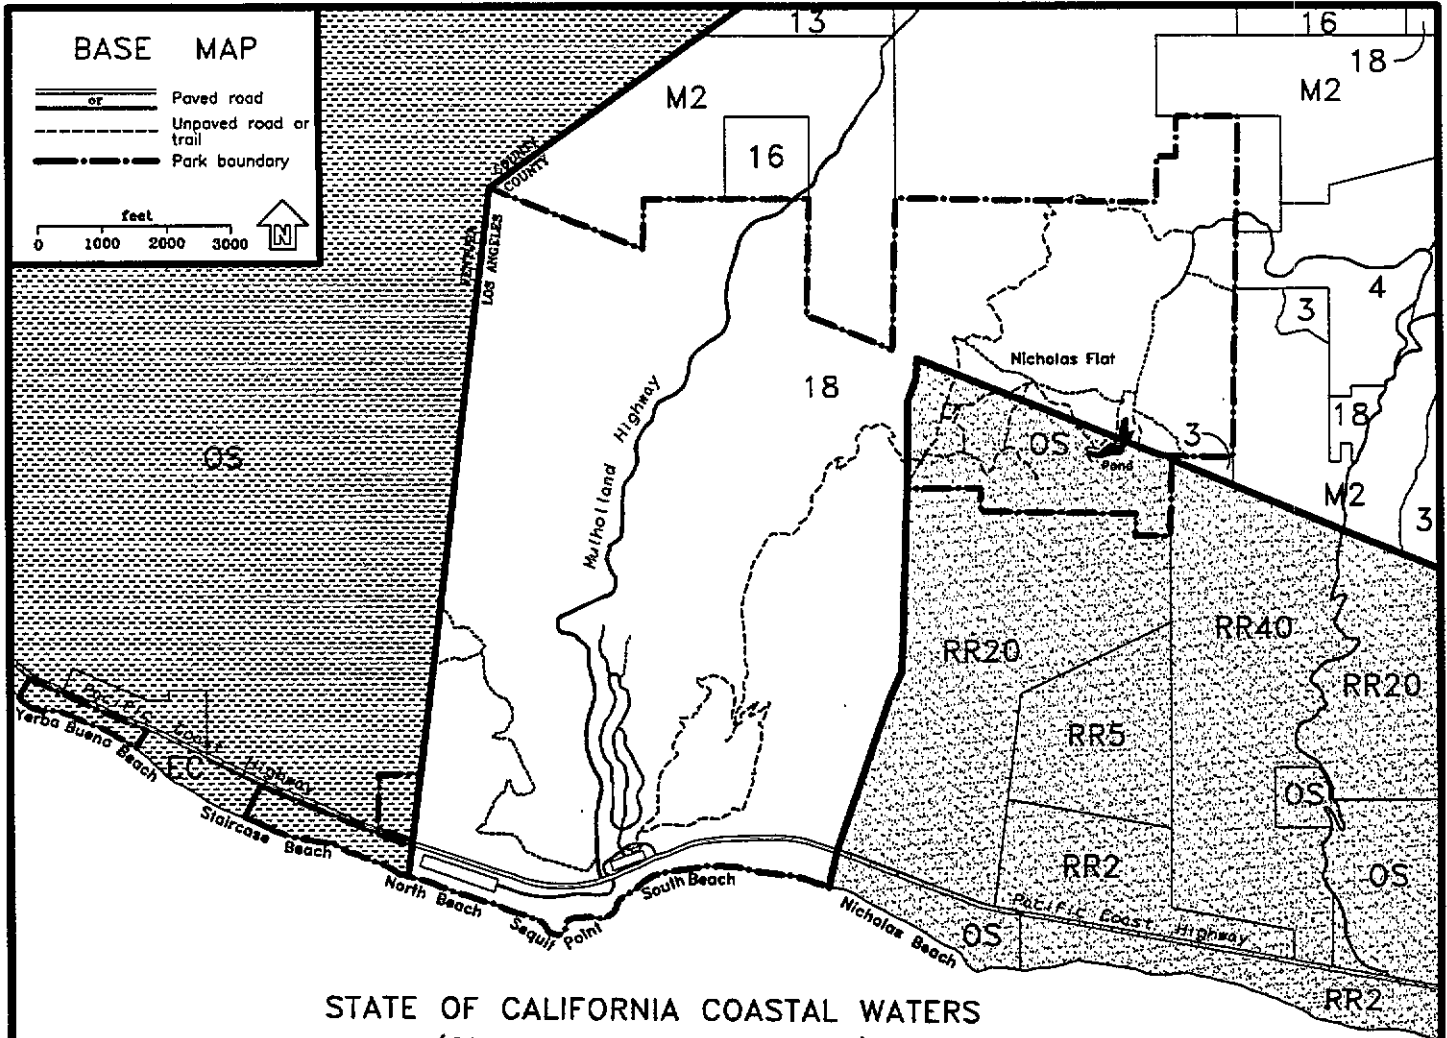 BASE MAP
or
Paved road
Unpaved road or
trail
Park boundary
feet
0 1000 2000 3000
N
13
16
18
M2
M2
16
COUNTY
COUNTY
VENTURA
LOS ANGELES
4
3
Nicholas Flat
18
Mulholland Highway
18
OS
OS
3
Pond
M2
3
RR20
RR40
RR20
RR5
OS
Pacific Coast Highway
Yerba Buena Beach
EC
Staircase Beach
RR2
OS
North Beach
South Beach
Sequit Point
Nicholas Beach
OS
Pacific Coast Highway
RR2
STATE OF CALIFORNIA COASTAL WATERS